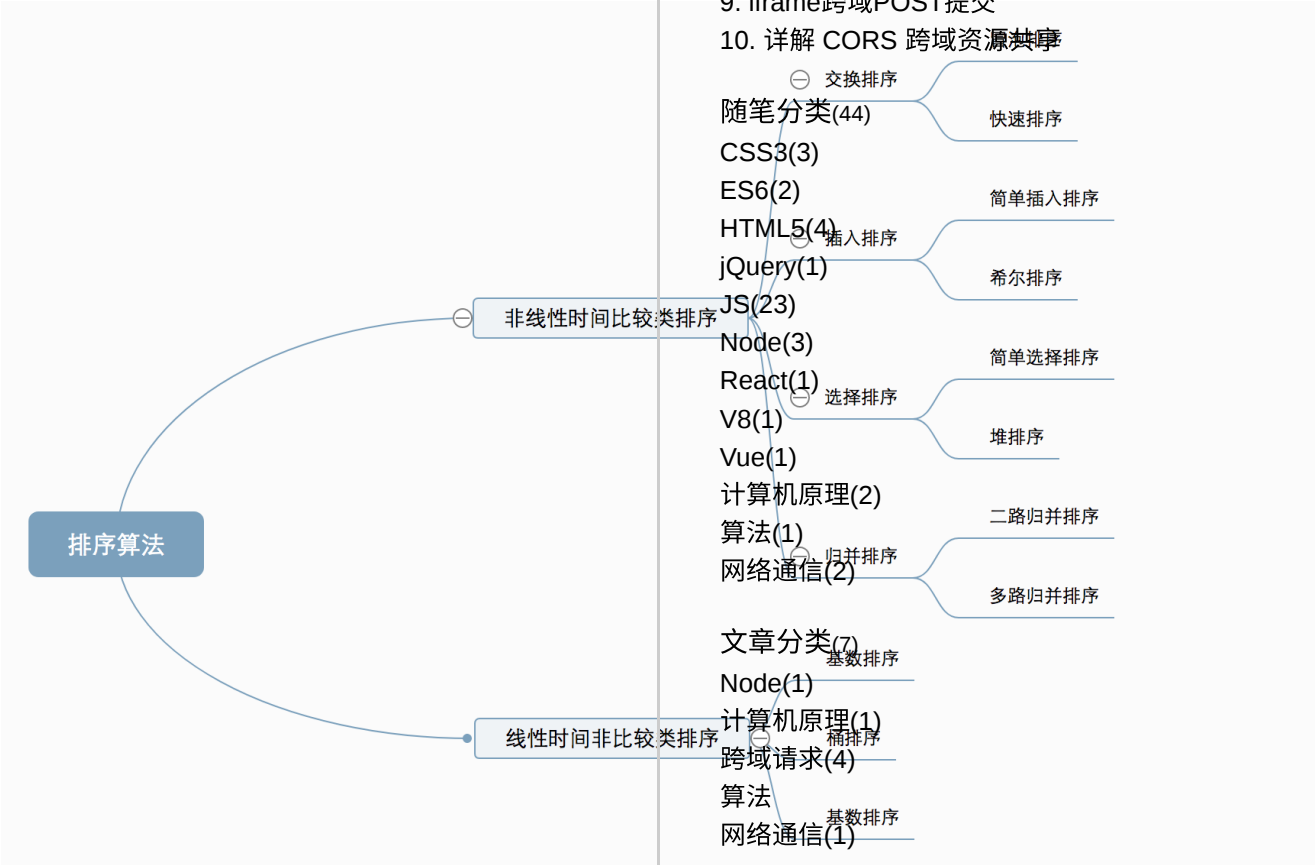 排序算法
非线性时间比较类排序
交换排序
快速排序
插入排序
简单插入排序
希尔排序
选择排序
简单选择排序
堆排序
归并排序
二路归并排序
多路归并排序
线性时间非比较类排序
基数排序
桶排序
基数排序
9. iframe跨域POST提交
10. 详解 CORS 跨域资源共享
随笔分类(44)
CSS3(3)
ES6(2)
HTML5(4)
jQuery(1)
JS(23)
Node(3)
React(1)
V8(1)
Vue(1)
计算机原理(2)
算法(1)
网络通信(2)
文章分类(7)
Node(1)
计算机原理(1)
跨域请求(4)
算法
网络通信(1)